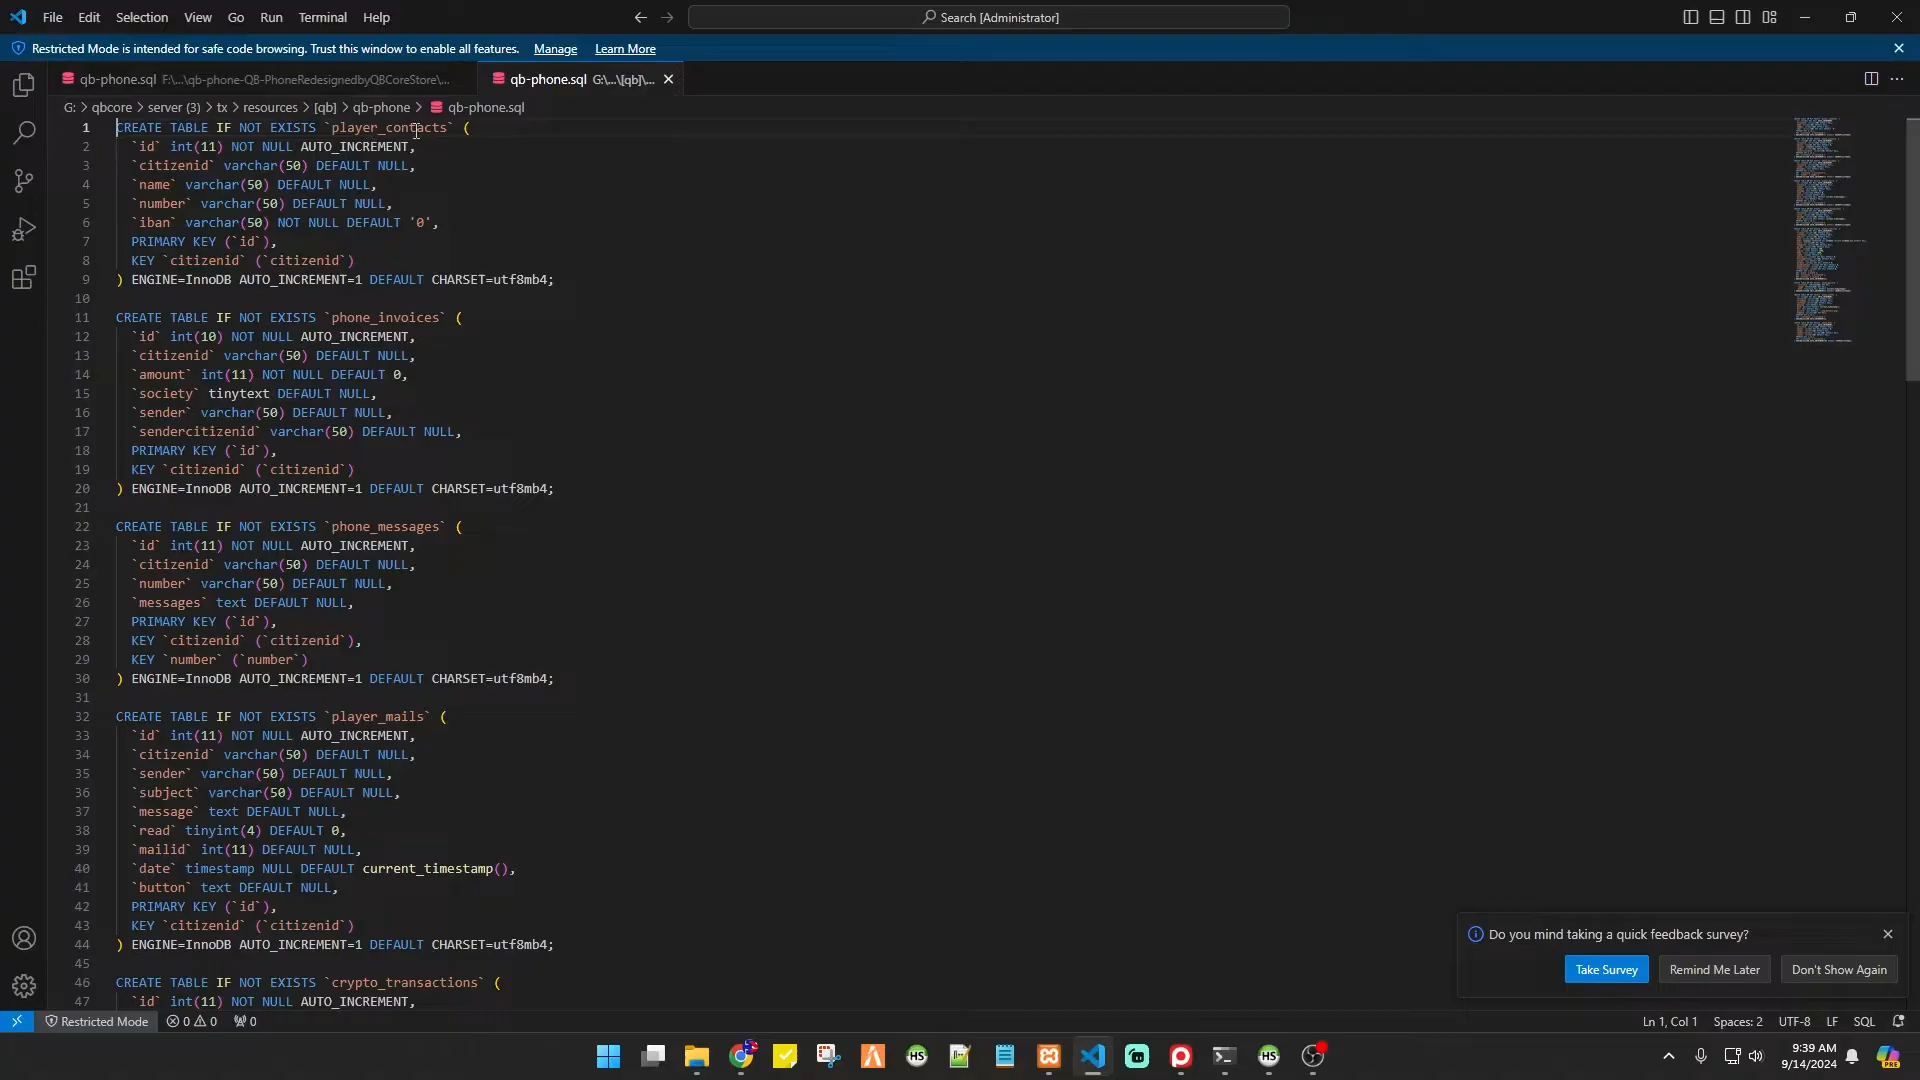 File Edit Selection View Go Run Terminal Help
Search [Administrator]
Restricted Mode is intended for safe code browsing. Trust this window to enable all features. Manage Learn More
qb-phone.sql F:\...\qb-phone-QB-PhoneRedesignedbyQBCoreStore\...
qb-phone.sql G:\...\[qb]\...
G: > qbcore > server (3) > tx > resources > [qb] > qb-phone > qb-phone.sql
1 CREATE TABLE IF NOT EXISTS `player_contacts` (
2 `id` int(11) NOT NULL AUTO_INCREMENT,
3 `citizenid` varchar(50) DEFAULT NULL,
4 `name` varchar(50) DEFAULT NULL,
5 `number` varchar(50) DEFAULT NULL,
6 `iban` varchar(50) NOT NULL DEFAULT '0',
7 PRIMARY KEY (`id`),
8 KEY `citizenid` (`citizenid`)
9 ) ENGINE=InnoDB AUTO_INCREMENT=1 DEFAULT CHARSET=utf8mb4;
10
11 CREATE TABLE IF NOT EXISTS `phone_invoices` (
12 `id` int(10) NOT NULL AUTO_INCREMENT,
13 `citizenid` varchar(50) DEFAULT NULL,
14 `amount` int(11) NOT NULL DEFAULT 0,
15 `society` tinytext DEFAULT NULL,
16 `sender` varchar(50) DEFAULT NULL,
17 `sendercitizenid` varchar(50) DEFAULT NULL,
18 PRIMARY KEY (`id`),
19 KEY `citizenid` (`citizenid`)
20 ) ENGINE=InnoDB AUTO_INCREMENT=1 DEFAULT CHARSET=utf8mb4;
21
22 CREATE TABLE IF NOT EXISTS `phone_messages` (
23 `id` int(11) NOT NULL AUTO_INCREMENT,
24 `citizenid` varchar(50) DEFAULT NULL,
25 `number` varchar(50) DEFAULT NULL,
26 `messages` text DEFAULT NULL,
27 PRIMARY KEY (`id`),
28 KEY `citizenid` (`citizenid`),
29 KEY `number` (`number`)
30 ) ENGINE=InnoDB AUTO_INCREMENT=1 DEFAULT CHARSET=utf8mb4;
31
32 CREATE TABLE IF NOT EXISTS `player_mails` (
33 `id` int(11) NOT NULL AUTO_INCREMENT,
34 `citizenid` varchar(50) DEFAULT NULL,
35 `sender` varchar(50) DEFAULT NULL,
36 `subject` varchar(50) DEFAULT NULL,
37 `message` text DEFAULT NULL,
38 `read` tinyint(4) DEFAULT 0,
39 `mailid` int(11) DEFAULT NULL,
40 `date` timestamp NULL DEFAULT current_timestamp(),
41 `button` text DEFAULT NULL,
42 PRIMARY KEY (`id`),
43 KEY `citizenid` (`citizenid`)
44 ) ENGINE=InnoDB AUTO_INCREMENT=1 DEFAULT CHARSET=utf8mb4;
45
46 CREATE TABLE IF NOT EXISTS `crypto_transactions` (
47 `id` int(11) NOT NULL AUTO_INCREMENT,
Do you mind taking a quick feedback survey?
Take Survey Remind Me Later Don't Show Again
Restricted Mode 0 0 0 Ln 1, Col 1 Spaces: 2 UTF-8 LF SQL
HS HS
9:39 AM
9/14/2024
PRE